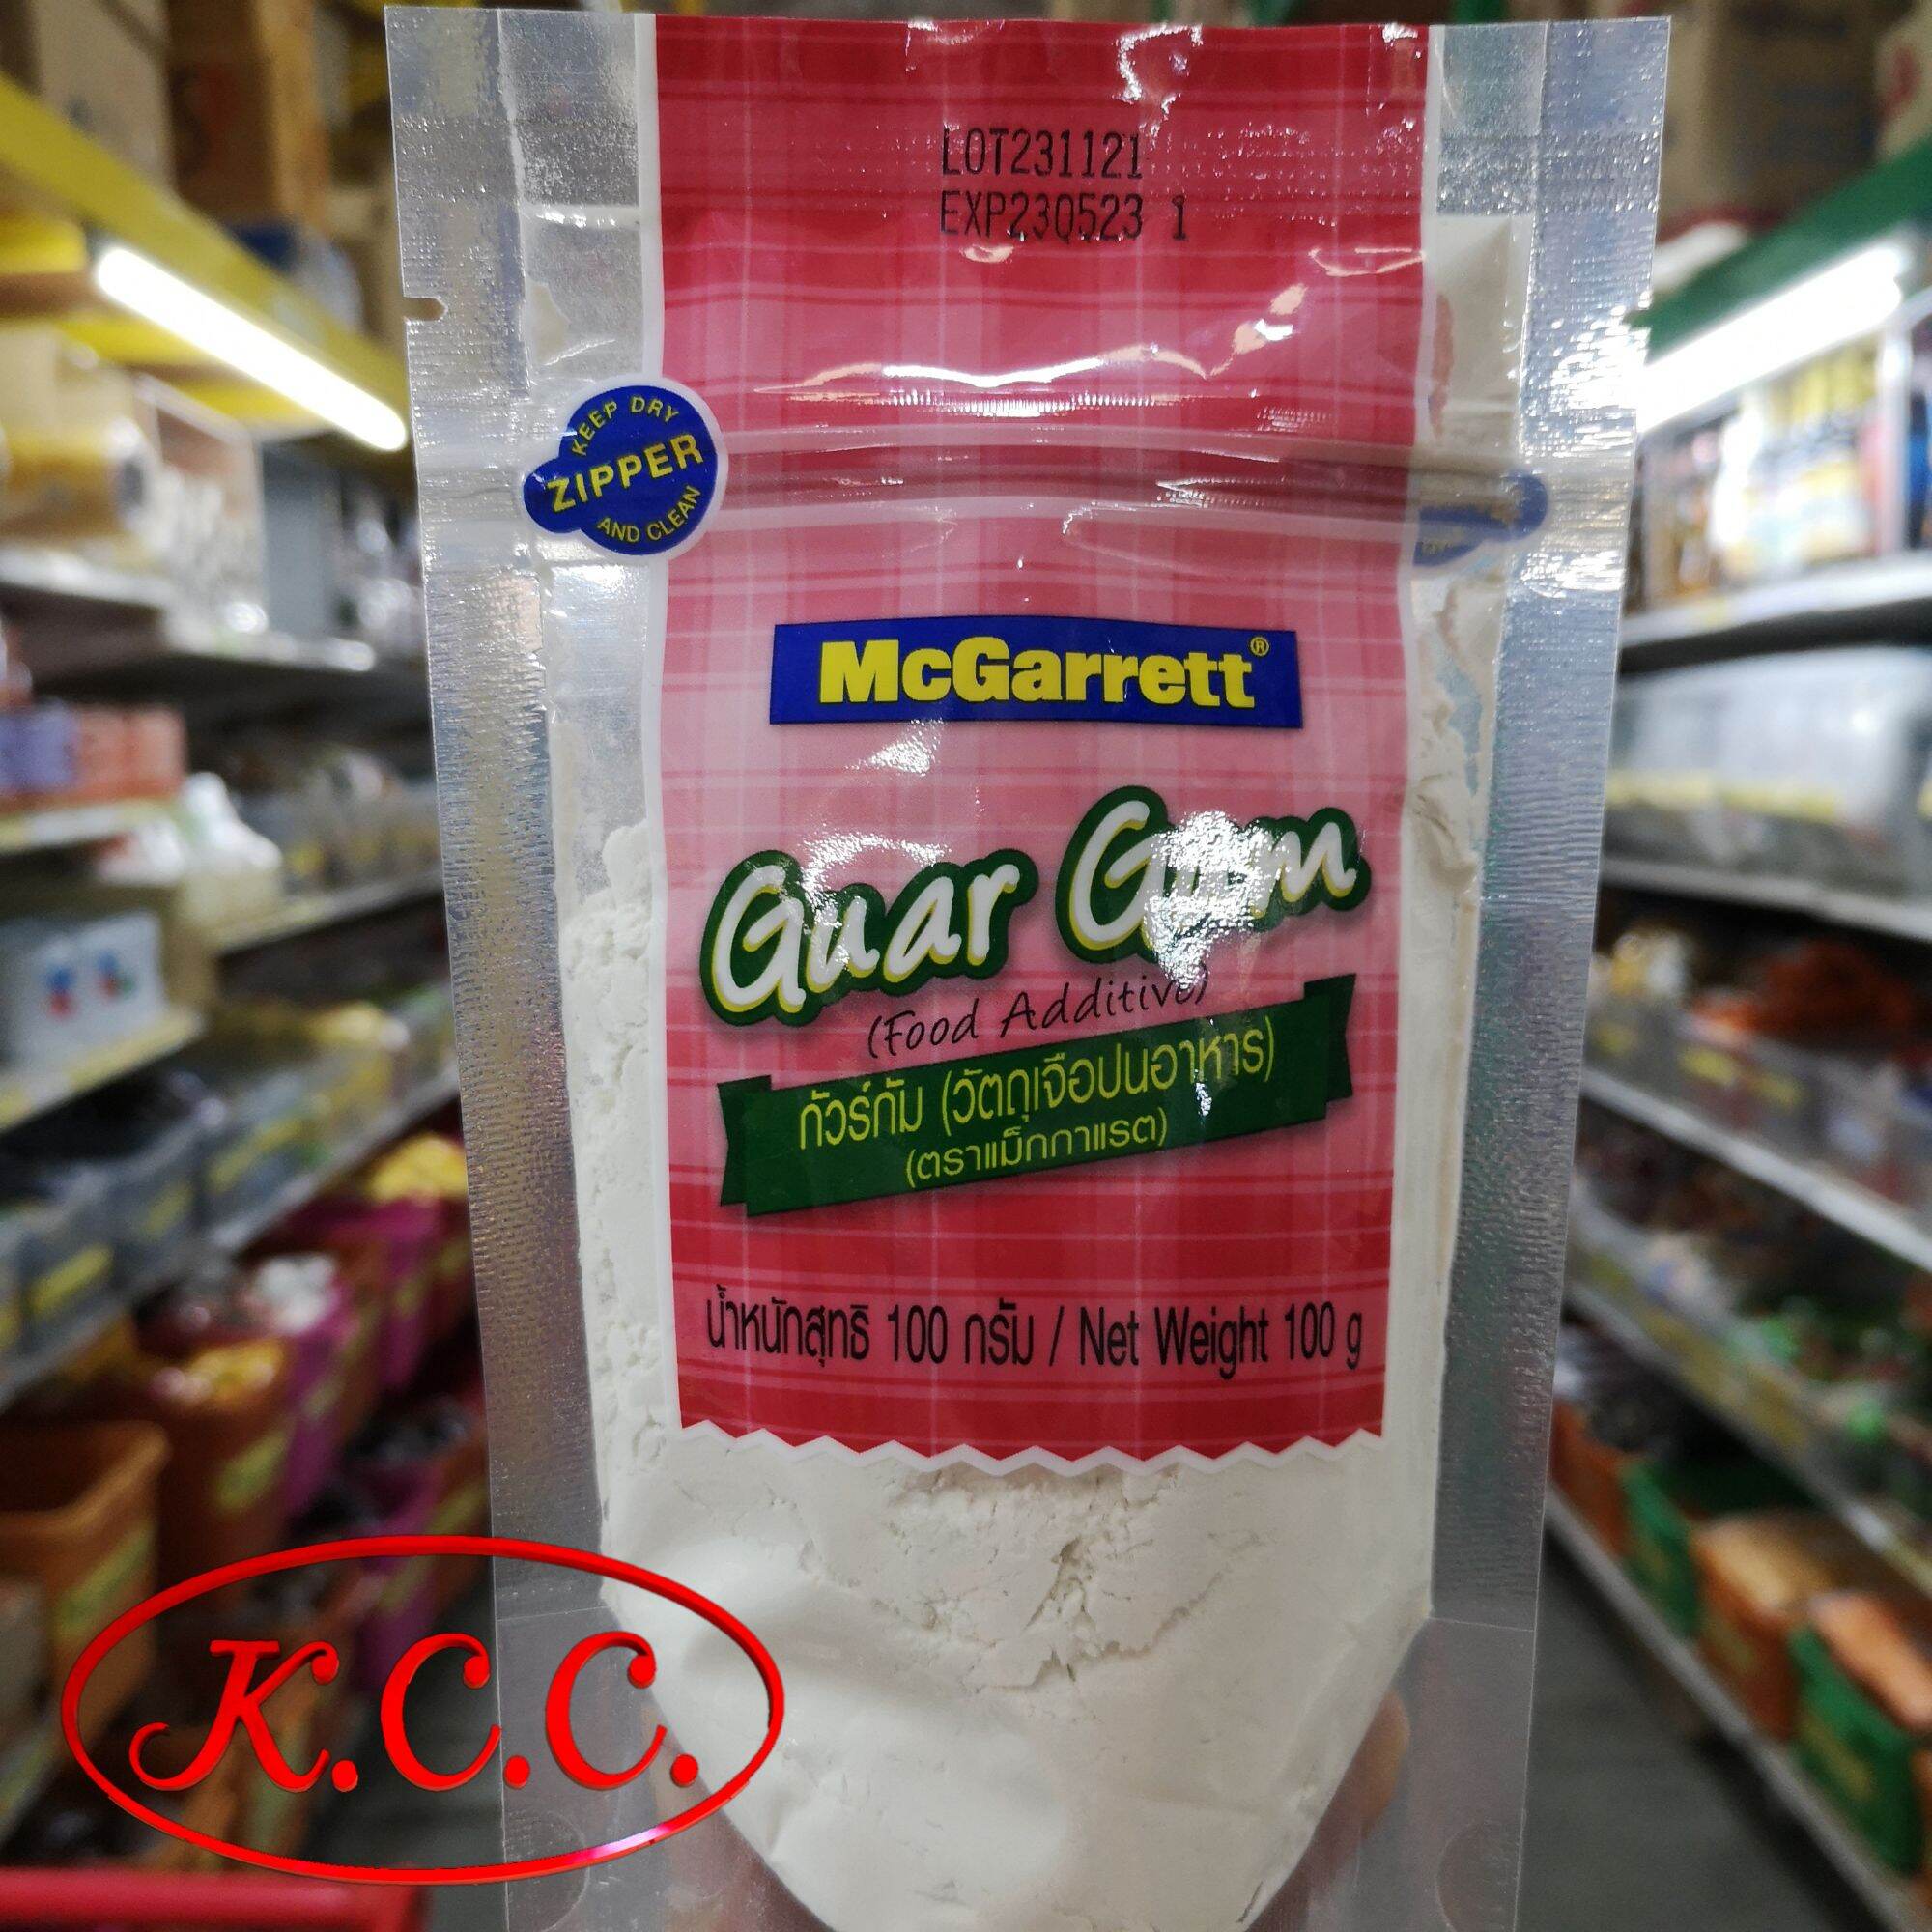 LOT231121
EXP230523 1
KEEP DRY
ZIPPER
AND CLEAN
McGarrett®
Guar Gum
(Food Additive)
กัวร์กัม (วัตถุเจือปนอาหาร)
(ตราแม็กกาแรต)
น้ำหนักสุทธิ 100 กรัม / Net Weight 100 g
K.C.C.